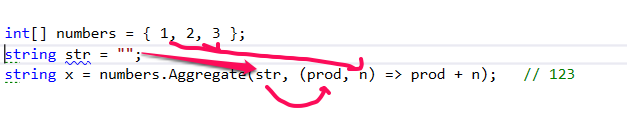 int[] numbers = { 1, 2, 3 };
string str = "";
string x = numbers.Aggregate(str, (prod, n) => prod + n);   // 123